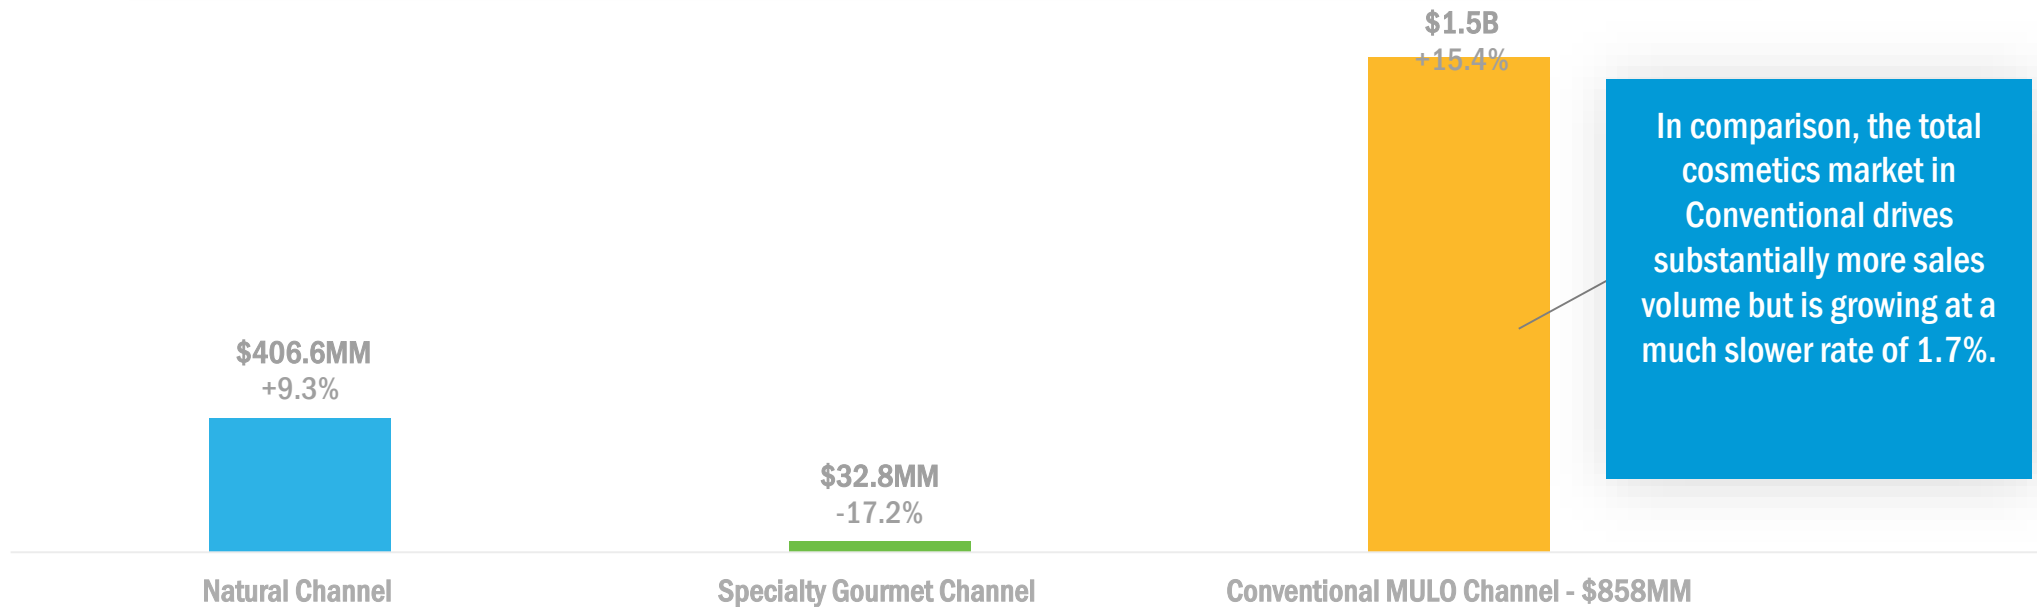 $1.5B
+15.4%
In comparison, the total
cosmetics market in
Conventional drives
substantially more sales
volume but is growing at a
much slower rate of 1.7%.
$406.6MM
+9.3%
$32.8MM
-17.2%
Natural Channel
Specialty Gourmet Channel
Conventional MULO Channel - $858MM